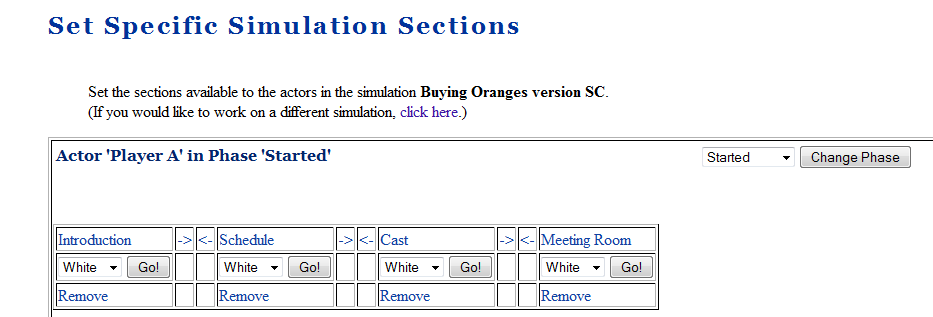 Set Specific Simulation Sections
Set the sections available to the actors in the simulation Buying Oranges version SC.
(If you would like to work on a different simulation, click here.)
Actor 'Player A' in Phase 'Started' Started Change Phase
Introduction -> <- Schedule -> <- Cast -> <- Meeting Room
White Go! White Go! White Go! White Go!
Remove Remove Remove Remove